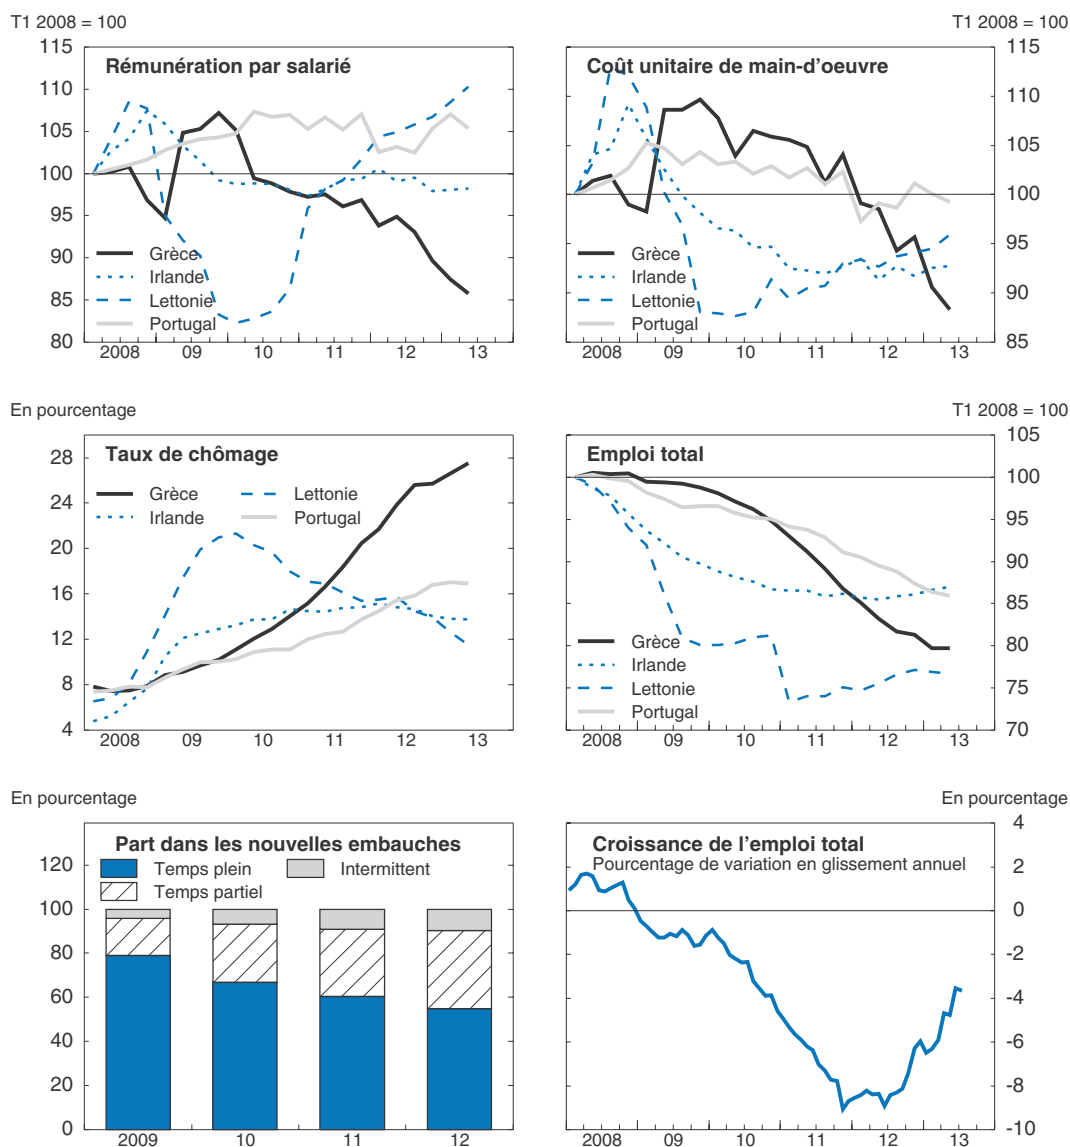 T1 2008 = 100
Rémunération par salarié
115
110
105
100
95
90
85
80
Grèce
Irlande
Lettonie
Portugal
2008 09 10 11 12 13
T1 2008 = 100
Coût unitaire de main-d'oeuvre
115
110
105
100
95
90
85
Grèce
Irlande
Lettonie
Portugal
2008 09 10 11 12 13
En pourcentage
Taux de chômage
28
24
20
16
12
8
4
Grèce Lettonie
Irlande Portugal
2008 09 10 11 12 13
T1 2008 = 100
Emploi total
105
100
95
90
85
80
75
70
Grèce
Irlande
Lettonie
Portugal
2008 09 10 11 12 13
En pourcentage
Part dans les nouvelles embauches
Temps plein Intermittent
Temps partiel
120
100
80
60
40
20
0
2009 10 11 12
En pourcentage
Croissance de l'emploi total
Pourcentage de variation en glissement annuel
4
2
0
-2
-4
-6
-8
-10
2008 09 10 11 12 13